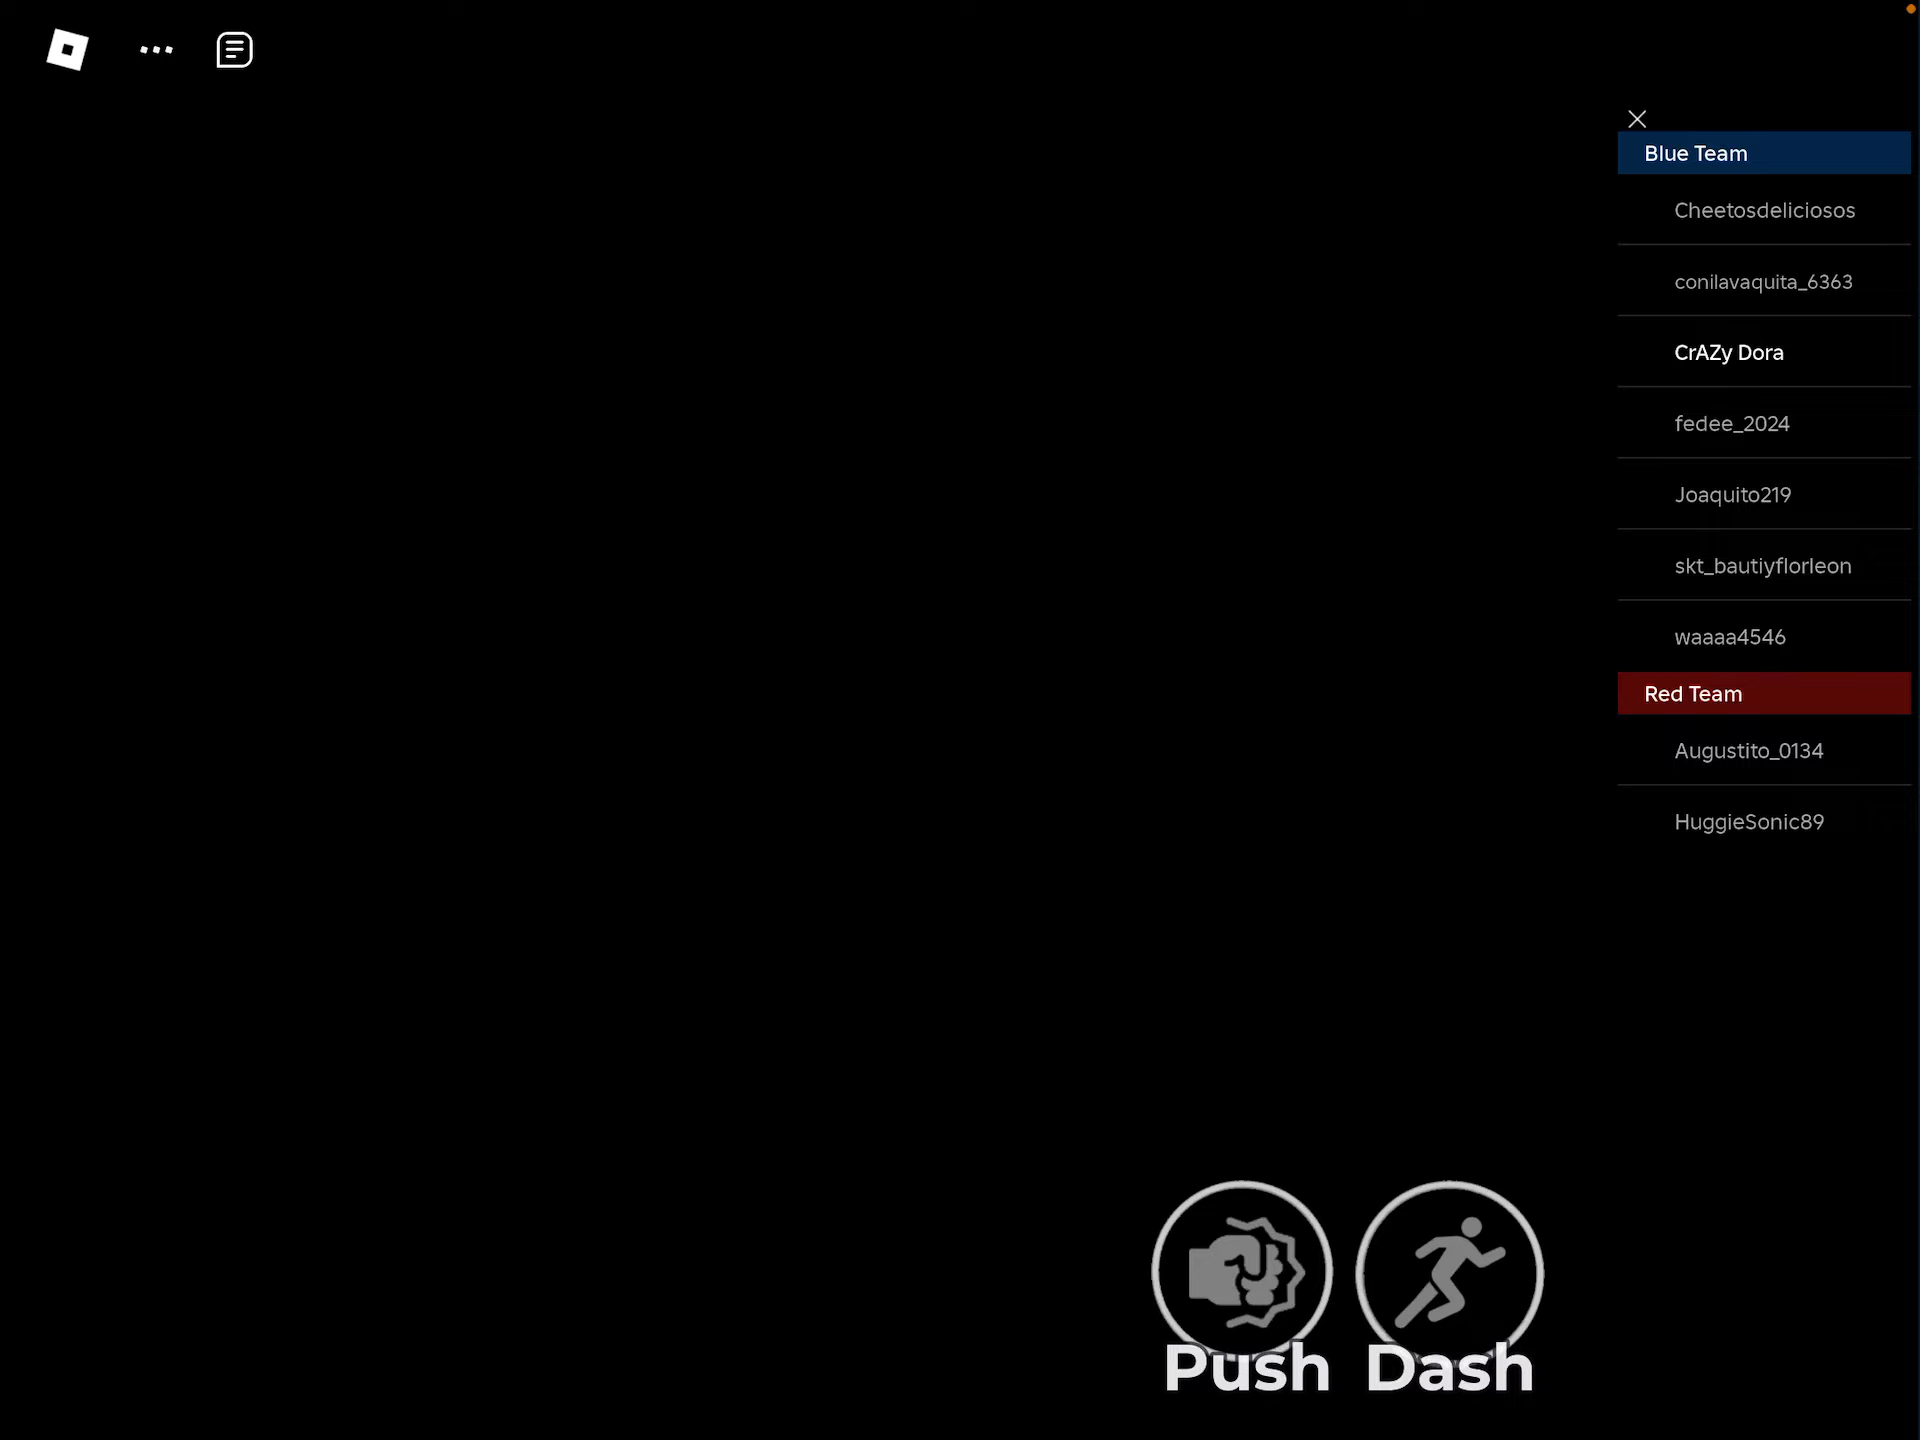 Blue Team
Cheetosdeliciosos
conilavaquita_6363
CrAZy Dora
fedee_2024
Joaquito219
skt_bautiyflorleon
waaaa4546
Red Team
Augustito_0134
HuggieSonic89
Push Dash